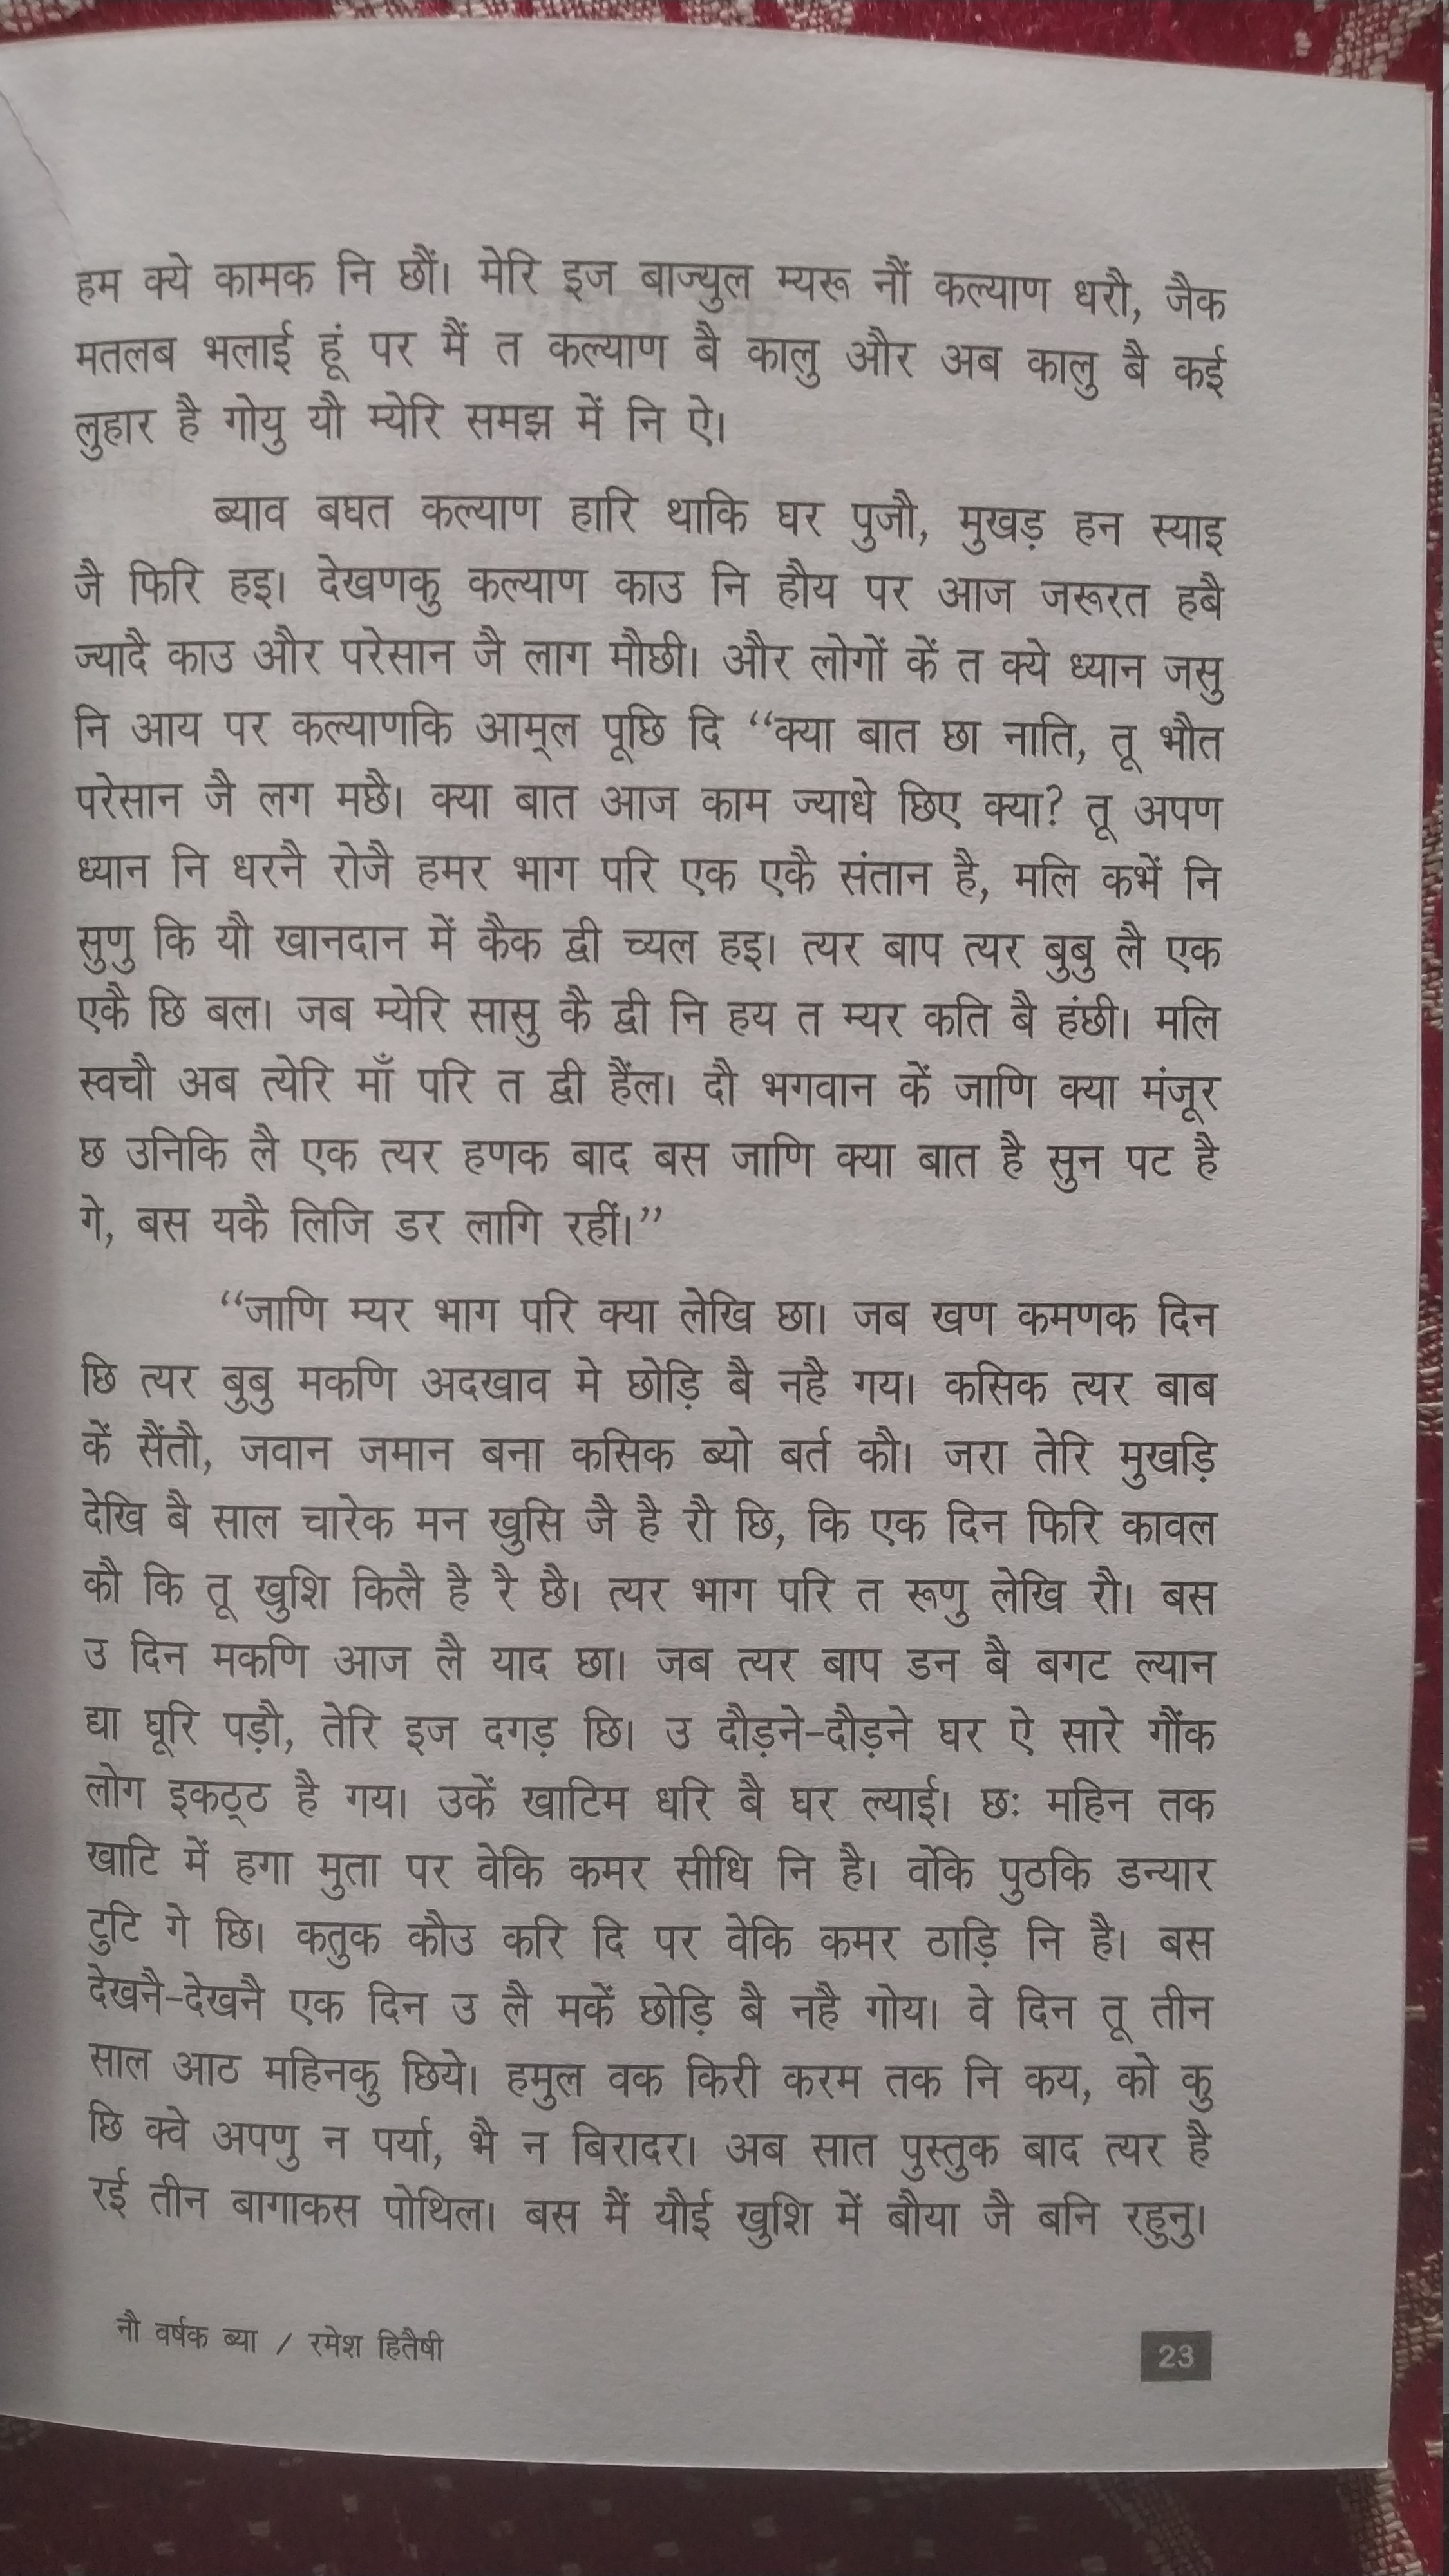 हम क्ये कामक नि छौं। मेरि इज बाज्युल म्यरू नौं कल्याण धरौ, जैक
मतलब भलाई हूं पर मैं त कल्याण बै कालु और अब कालु बै कई
लुहार है गोयु यौ म्येरि समझ में नि ऐ।
ब्याव बघत कल्याण हारि थाकि घर पुजौ, मुखड़ हन स्याइ
जै फिरि हइ। देखणकु कल्याण काउ नि हौय पर आज जरूरत हबै
ज्यादै काउ और परेसान जै लाग मौछी। और लोगों कें त क्ये ध्यान जसु
नि आय पर कल्याणकि आम्‌ल पूछि दि “क्या बात छा नाति, तू भौत
परेसान जै लग मछै। क्या बात आज काम ज्याधे छिए क्या? तू अपण
ध्यान नि धरनै रोजै हमर भाग परि एक एकै संतान है, मलि कभें नि
सुणु कि यौ खानदान में कैक द्वी च्यल हइ। त्यर बाप त्यर बुबु लै एक
एकै छि बल। जब म्येरि सासु कै द्वी नि हय त म्यर कति बै हंछी। मलि
स्वचौ अब त्येरि माँ परि त द्वी हैंल। दौ भगवान कें जाणि क्या मंजूर
छ उनिकि लै एक त्यर हणक बाद बस जाणि क्या बात है सुन पट है
गे, बस यकै लिजि डर लागि रहीं।”
“जाणि म्यर भाग परि क्या लेखि छा। जब खण कमणक दिन
छि त्यर बुबु मकणि अदखाव मे छोड़ि बै नहै गय। कसिक त्यर बाब
कें सैंतौ, जवान जमान बना कसिक ब्यो बर्त कौ। जरा तेरि मुखड़ि
देखि बै साल चारेक मन खुसि जै है रौ छि, कि एक दिन फिरि कावल
कौ कि तू खुशि किलै है रै छै। त्यर भाग परि त रूणु लेखि रौ। बस
उ दिन मकणि आज लै याद छा। जब त्यर बाप डन बै बगट ल्यान
द्या घूरि पड़ौ, तेरि इज दगड़ छि। उ दौड़ने-दौड़ने घर ऐ सारे गौंक
लोग इकठ्ठ है गय। उकें खाटिम धरि बै घर ल्याई। छः महिन तक
खाटि में हगा मुता पर वेकि कमर सीधि नि है। वेंकि पुठकि डन्यार
टुटि गे छि। कतुक कौउ करि दि पर वेकि कमर ठाड़ि नि है। बस
देखनै-देखनै एक दिन उ लै मकें छोड़ि बै नहै गोय। वे दिन तू तीन
साल आठ महिनकु छिये। हमुल वक किरी करम तक नि कय, को कु
छि क्वे अपणु न पर्या, भै न बिरादर। अब सात पुस्तुक बाद त्यर है
रई तीन बागाकस पोथिल। बस मैं यौई खुशि में बौया जै बनि रहुनु।
नौ वर्षक ब्या / रमेश हितैषी
23